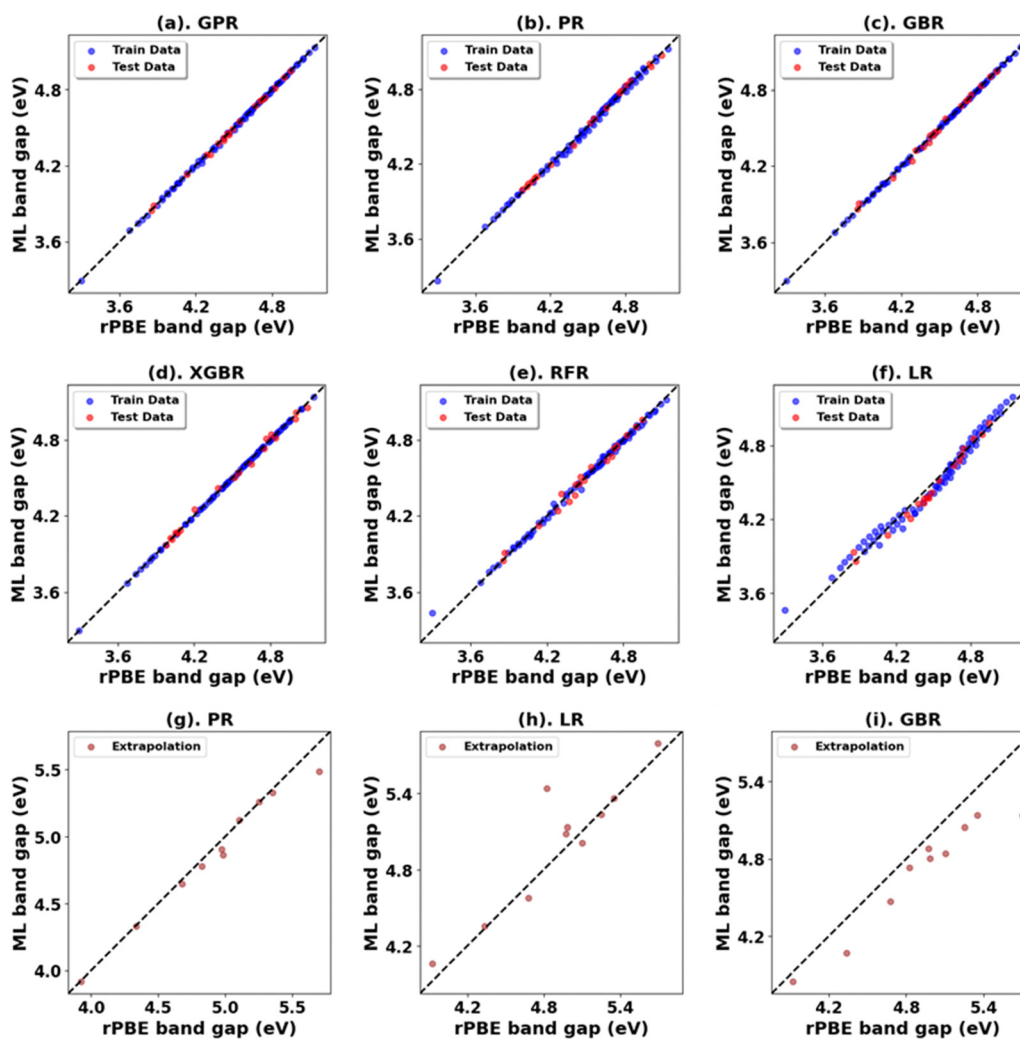 (a). GPR
(b). PR
(c). GBR
Train Data
Test Data
Train Data
Test Data
Train Data
Test Data
ML band gap (eV)
4.8
4.2
3.6
ML band gap (eV)
4.8
4.2
3.6
ML band gap (eV)
4.8
4.2
3.6
3.6 4.2 4.8
3.6 4.2 4.8
3.6 4.2 4.8
rPBE band gap (eV)
rPBE band gap (eV)
rPBE band gap (eV)
(d). XGBR
(e). RFR
(f). LR
Train Data
Test Data
Train Data
Test Data
Train Data
Test Data
ML band gap (eV)
4.8
4.2
3.6
ML band gap (eV)
4.8
4.2
3.6
ML band gap (eV)
4.8
4.2
3.6
3.6 4.2 4.8
3.6 4.2 4.8
3.6 4.2 4.8
rPBE band gap (eV)
rPBE band gap (eV)
rPBE band gap (eV)
(g). PR
(h). LR
(i). GBR
Extrapolation
Extrapolation
Extrapolation
ML band gap (eV)
5.5
5.0
4.5
4.0
ML band gap (eV)
5.4
4.8
4.2
ML band gap (eV)
5.4
4.8
4.2
4.0 4.5 5.0 5.5
4.2 4.8 5.4
4.2 4.8 5.4
rPBE band gap (eV)
rPBE band gap (eV)
rPBE band gap (eV)